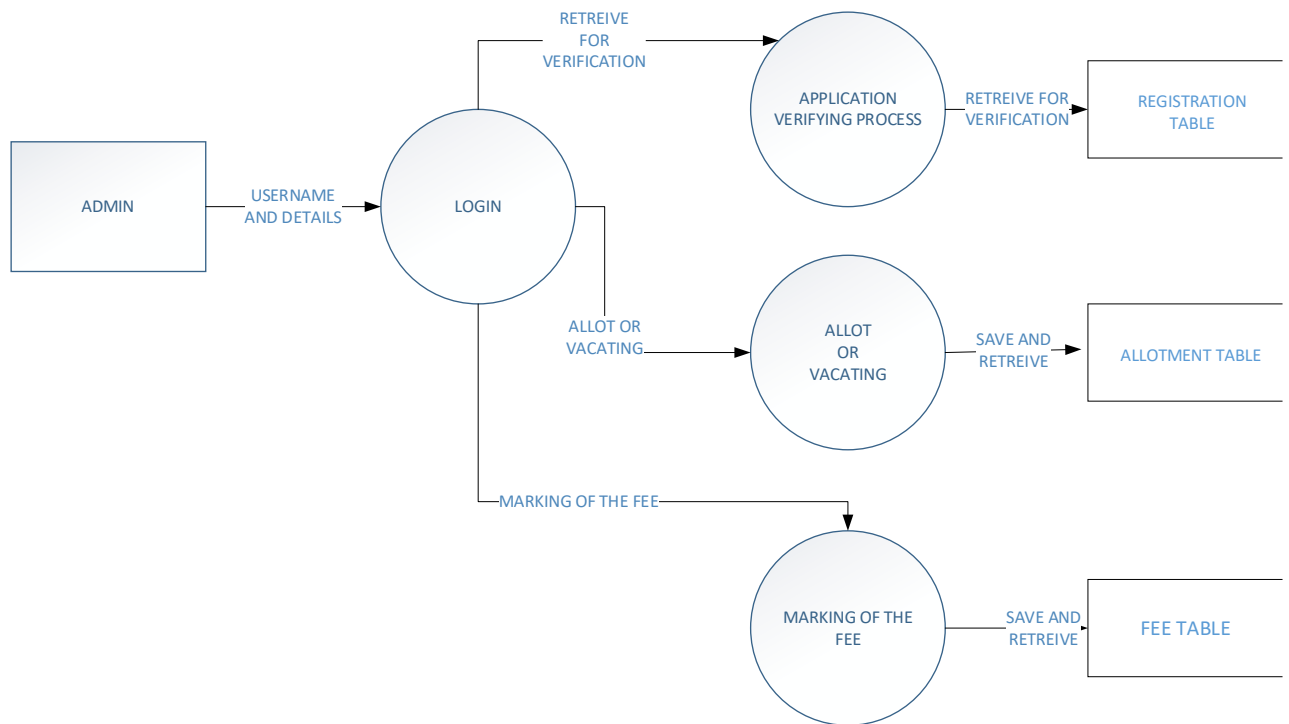 RETREIVE
FOR
VERIFICATION
APPLICATION
VERIFYING PROCESS
RETREIVE FOR
VERIFICATION
REGISTRATION
TABLE
ADMIN
USERNAME
AND DETAILS
LOGIN
ALLOT OR
VACATING
ALLOT
OR
VACATING
SAVE AND
RETREIVE
ALLOTMENT TABLE
MARKING OF THE FEE
MARKING OF THE
FEE
SAVE AND
RETREIVE
FEE TABLE